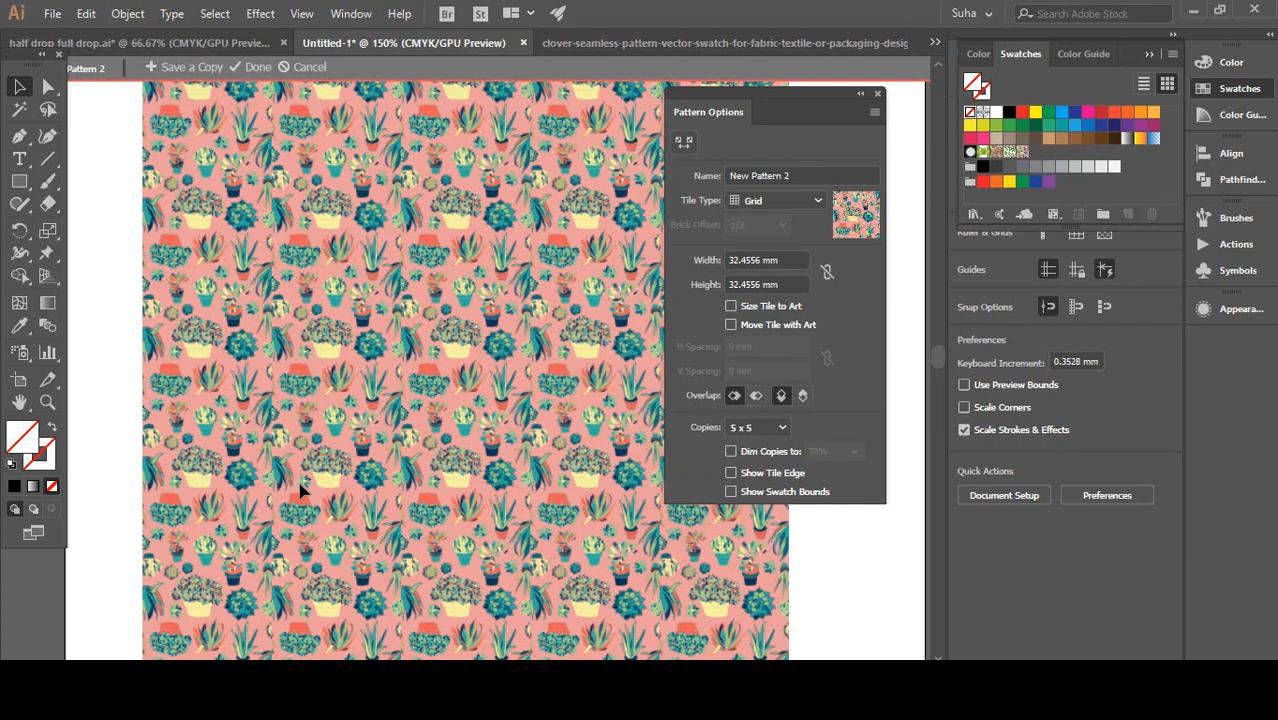 Ai File Edit Object Type Select Effect View Window Help Br St Suha Search Adobe Stock
half drop full drop.ai* @ 66.67% (CMYK/GPU Previe... × Untitled-1* @ 150% (CMYK/GPU Preview) × clover-seamless-pattern-vector-swatch-for-fabric-textile-or-packaging-desig
Pattern 2 + Save a Copy Done Cancel
Pattern Options
Name: New Pattern 2
Tile Type: Grid
Brick Offset: 1/2
Width: 32.4556 mm
Height: 32.4556 mm
Size Tile to Art
Move Tile with Art
H Spacing: 0 mm
V Spacing: 0 mm
Overlap:
Copies: 5 x 5
Dim Copies to: 70%
Show Tile Edge
Show Swatch Bounds
Color Swatches Color Guide
Ruler & Grids
Guides
Snap Options
Preferences
Keyboard Increment: 0.3528 mm
Use Preview Bounds
Scale Corners
Scale Strokes & Effects
Quick Actions
Document Setup Preferences
Color
Swatches
Color Gu...
Align
Pathfin...
Brushes
Actions
Symbols
Appeara...